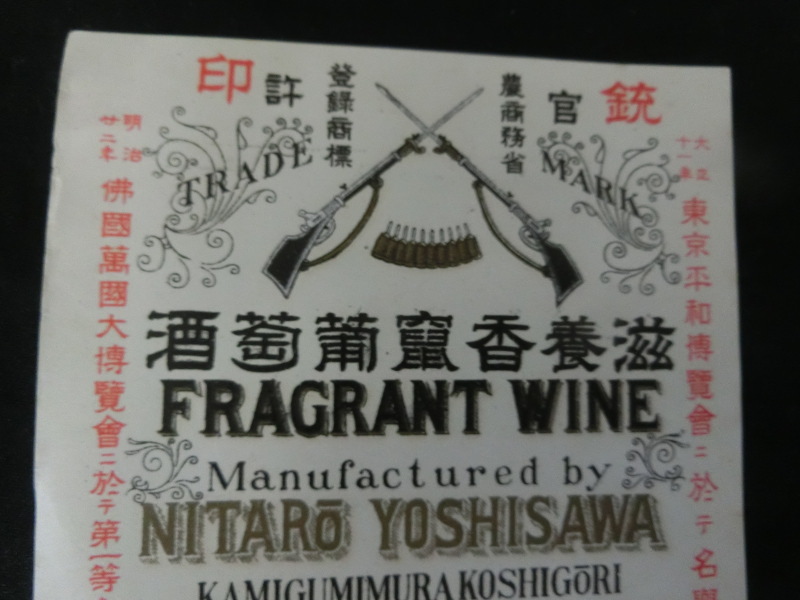 銃 官 許 印
農商務省
登録商標
TRADE MARK
滋養香竄葡萄酒
FRAGRANT WINE
Manufactured by
NITARō YOSHISAWA
KAMIGUMIMURA KOSHIGōRI
大正十一年
東京平和博覧會ニ於テ名譽
明治廿二年
佛國萬國大博覽會ニ於テ第一等